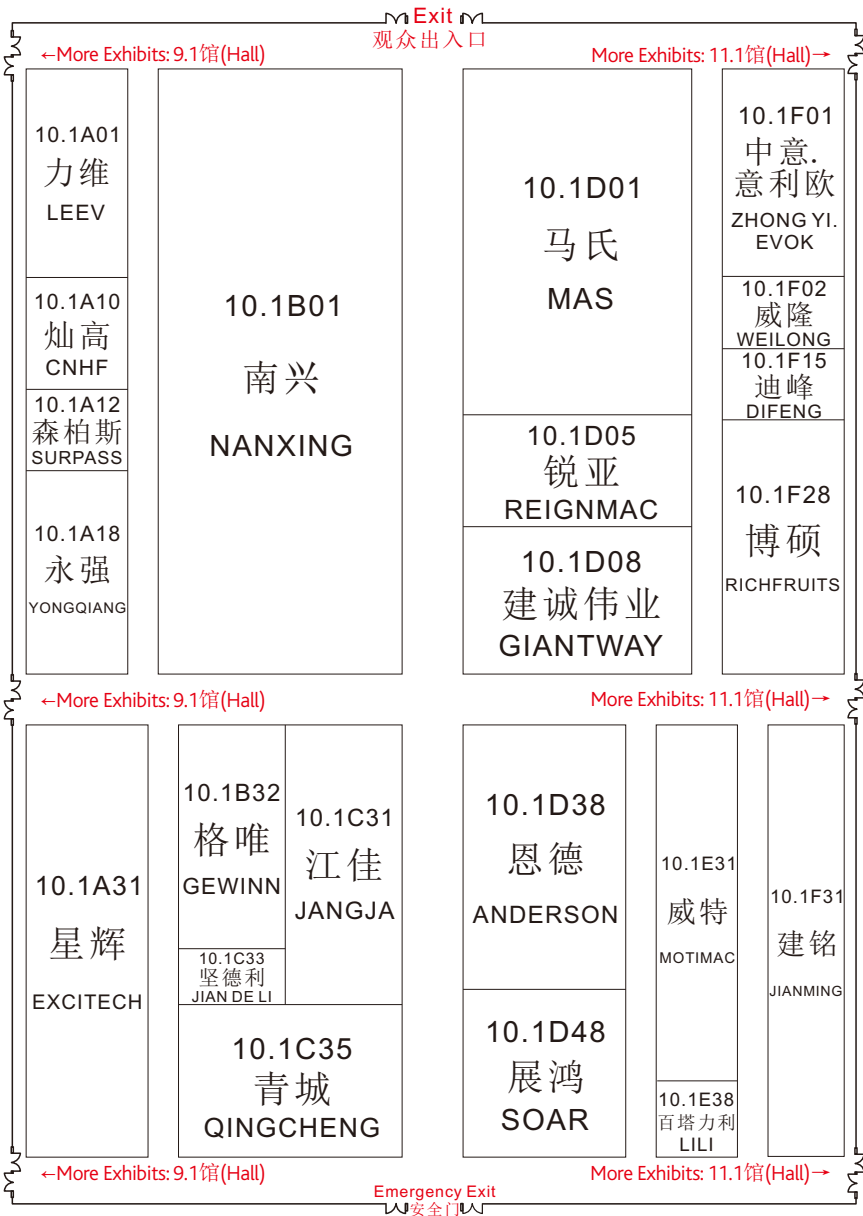 Exit
观众出入口
←More Exhibits: 9.1馆(Hall)
More Exhibits: 11.1馆(Hall)→
10.1A01
力维
LEEV
10.1A10
灿高
CNHF
10.1A12
森柏斯
SURPASS
10.1A18
永强
YONGQIANG
10.1B01
南兴
NANXING
10.1D01
马氏
MAS
10.1D05
锐亚
REIGNMAC
10.1D08
建诚伟业
GIANTWAY
10.1F01
中意.
意利欧
ZHONG YI.
EVOK
10.1F02
威隆
WEILONG
10.1F15
迪峰
DIFENG
10.1F28
博硕
RICHFRUITS
←More Exhibits: 9.1馆(Hall)
More Exhibits: 11.1馆(Hall)→
10.1A31
星辉
EXCITECH
10.1B32
格唯
GEWINN
10.1C31
江佳
JANGJA
10.1C33
坚德利
JIAN DE LI
10.1C35
青城
QINGCHENG
10.1D38
恩德
ANDERSON
10.1D48
展鸿
SOAR
10.1E31
威特
MOTIMAC
10.1E38
百塔力利
LILI
10.1F31
建铭
JIANMING
←More Exhibits: 9.1馆(Hall)
More Exhibits: 11.1馆(Hall)→
Emergency Exit
安全门